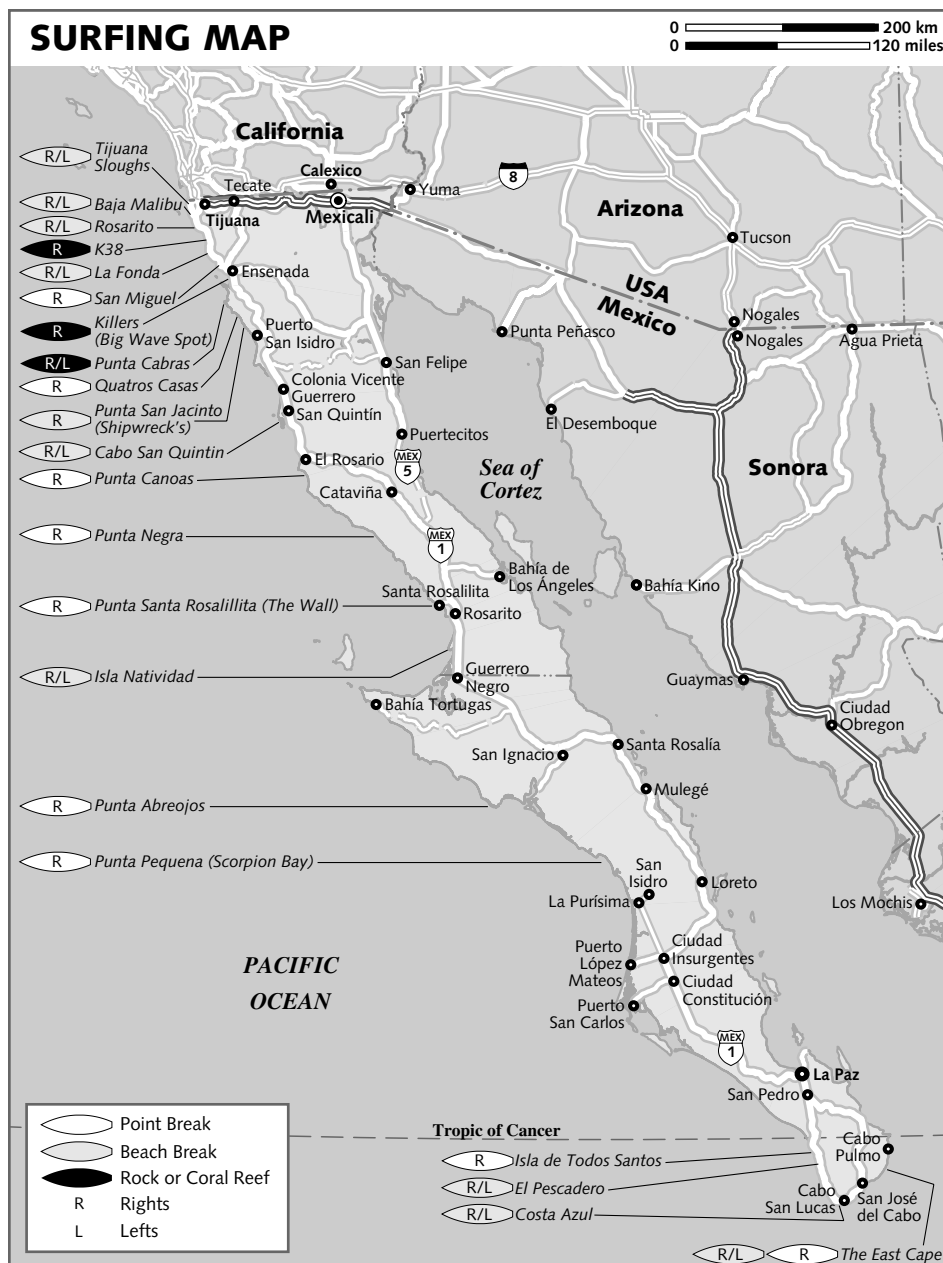 SURFING MAP
0 200 km
0 120 miles
California
R/L Tijuana
Sloughs
Calexico
Tecate
Yuma
8
Arizona
R/L Baja Malibu
Tijuana
Mexicali
R/L Rosarito
R K38
Tucson
R/L La Fonda
Ensenada
USA
Mexico
R San Miguel
R Killers
(Big Wave Spot)
Puerto
San Isidro
Punta Peñasco
Nogales
Nogales
Agua Prieta
R/L Punta Cabras
San Felipe
R Quatros Casas
Colonia Vicente
Guerrero
R Punta San Jacinto
(Shipwreck's)
San Quintín
El Desemboque
R/L Cabo San Quintin
Puertecitos
El Rosario
MEX
5
Sea of
Cortez
Sonora
R Punta Canoas
Cataviña
R Punta Negra
MEX
1
Bahía de
Los Ángeles
Bahía Kino
Santa Rosalilita
R Punta Santa Rosalillita (The Wall)
Rosarito
R/L Isla Natividad
Guerrero
Negro
Guaymas
Bahía Tortugas
Ciudad
Obregon
San Ignacio
Santa Rosalía
Mulegé
R Punta Abreojos
R Punta Pequena (Scorpion Bay)
San
Isidro
Loreto
La Purísima
Los Mochis
Puerto
López
Mateos
Ciudad
Insurgentes
PACIFIC
OCEAN
Ciudad
Constitución
Puerto
San Carlos
MEX
1
La Paz
San Pedro
Point Break
Beach Break
Rock or Coral Reef
R Rights
L Lefts
Tropic of Cancer
Cabo
Pulmo
R Isla de Todos Santos
R/L El Pescadero
Cabo
San Lucas
San José
del Cabo
R/L Costa Azul
R/L R The East Cape